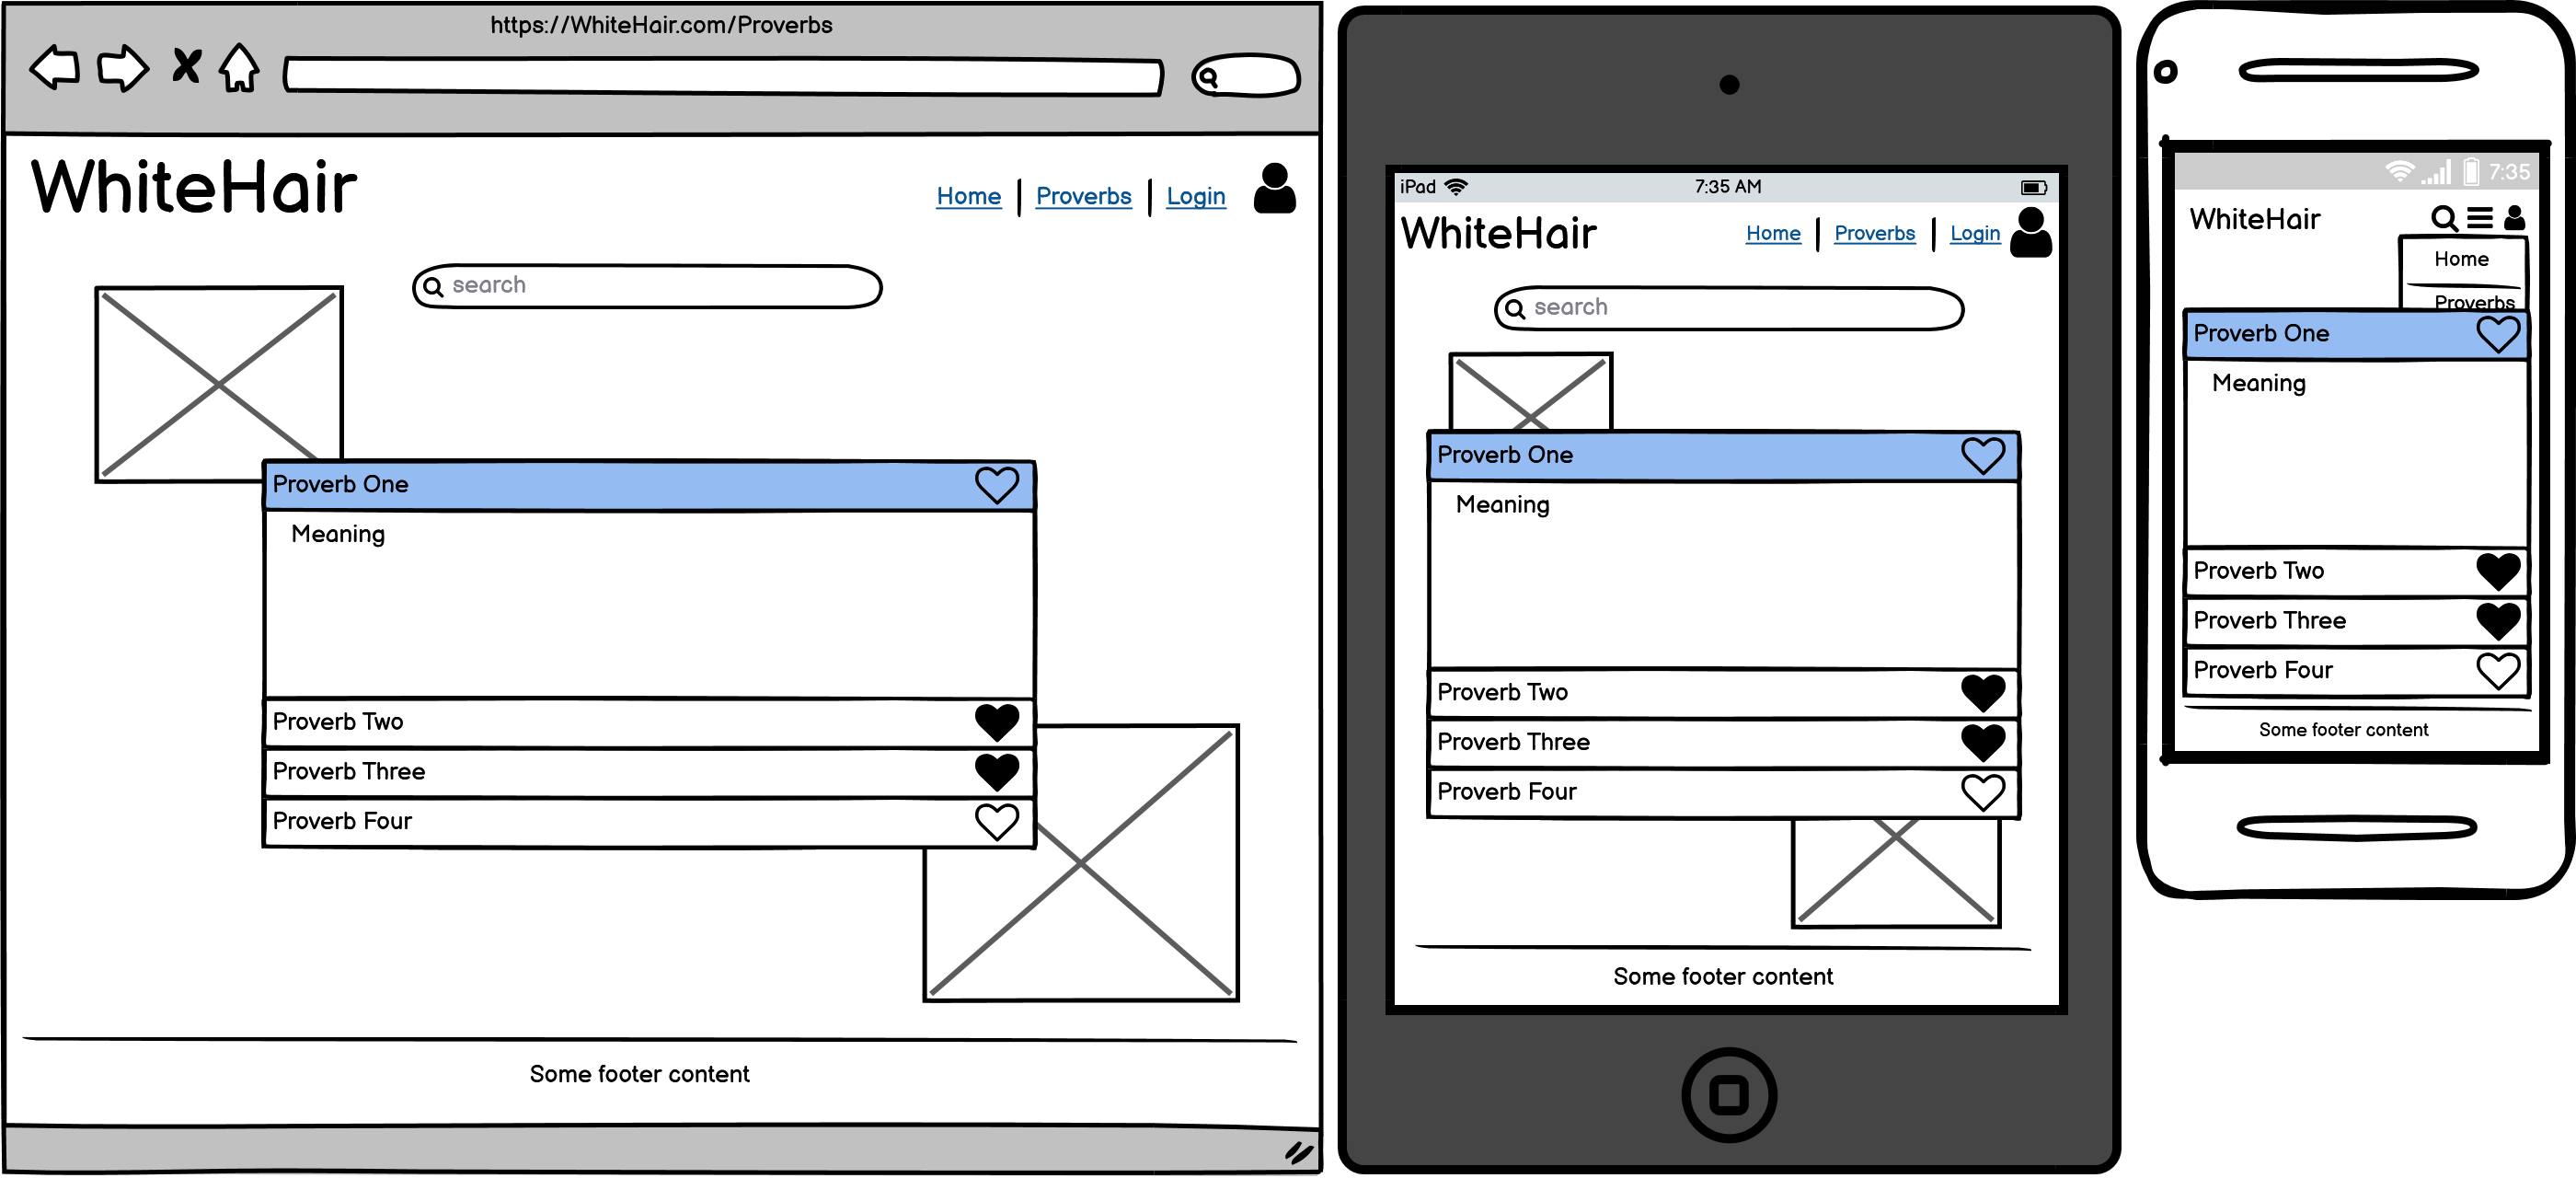 https://WhiteHair.com/Proverbs
WhiteHair
Home
Proverbs
Login
search
Proverb One
Meaning
Proverb Two
Proverb Three
Proverb Four
Some footer content
iPad
7:35 AM
WhiteHair
Home
Proverbs
Login
search
Proverb One
Meaning
Proverb Two
Proverb Three
Proverb Four
Some footer content
7:35
WhiteHair
Home
Proverbs
Proverb One
Meaning
Proverb Two
Proverb Three
Proverb Four
Some footer content